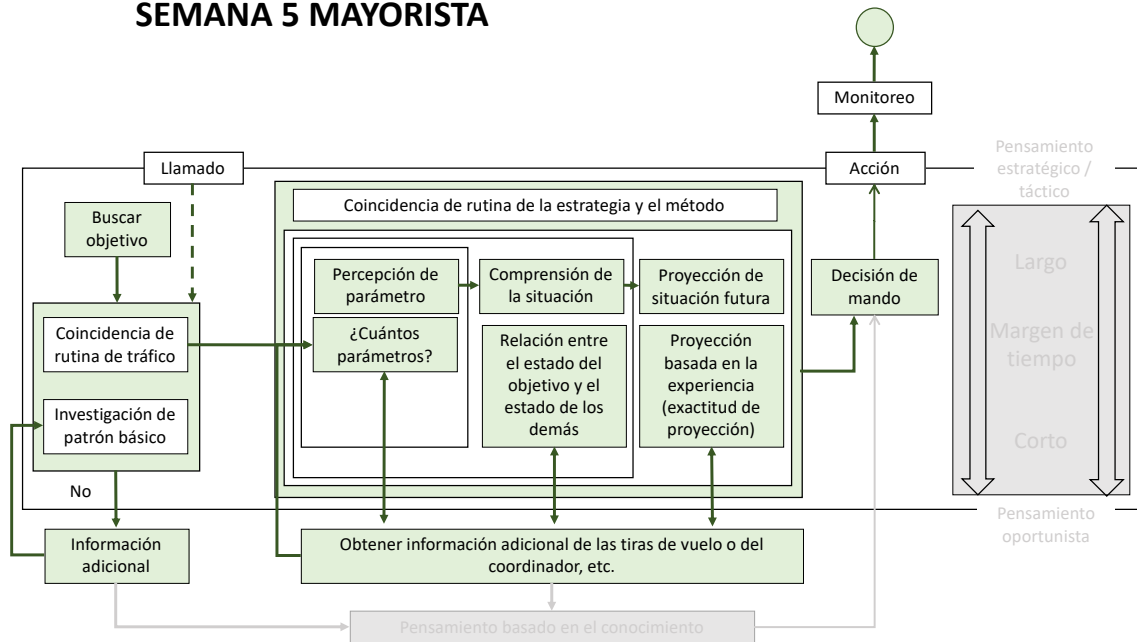 SEMANA 5 MAYORISTA
Monitoreo
Llamado
Acción
Pensamiento
estratégico /
táctico
Buscar
objetivo
Coincidencia de rutina de la estrategia y el método
Percepción de
parámetro
Comprensión de
la situación
Proyección de
situación futura
Decisión de
mando
Largo
Coincidencia de
rutina de tráfico
¿Cuántos
parámetros?
Relación entre
el estado del
objetivo y el
estado de los
demás
Proyección
basada en la
experiencia
(exactitud de
proyección)
Margen de
tiempo
Investigación de
patrón básico
Corto
No
Pensamiento
oportunista
Información
adicional
Obtener información adicional de las tiras de vuelo o del
coordinador, etc.
Pensamiento basado en el conocimiento